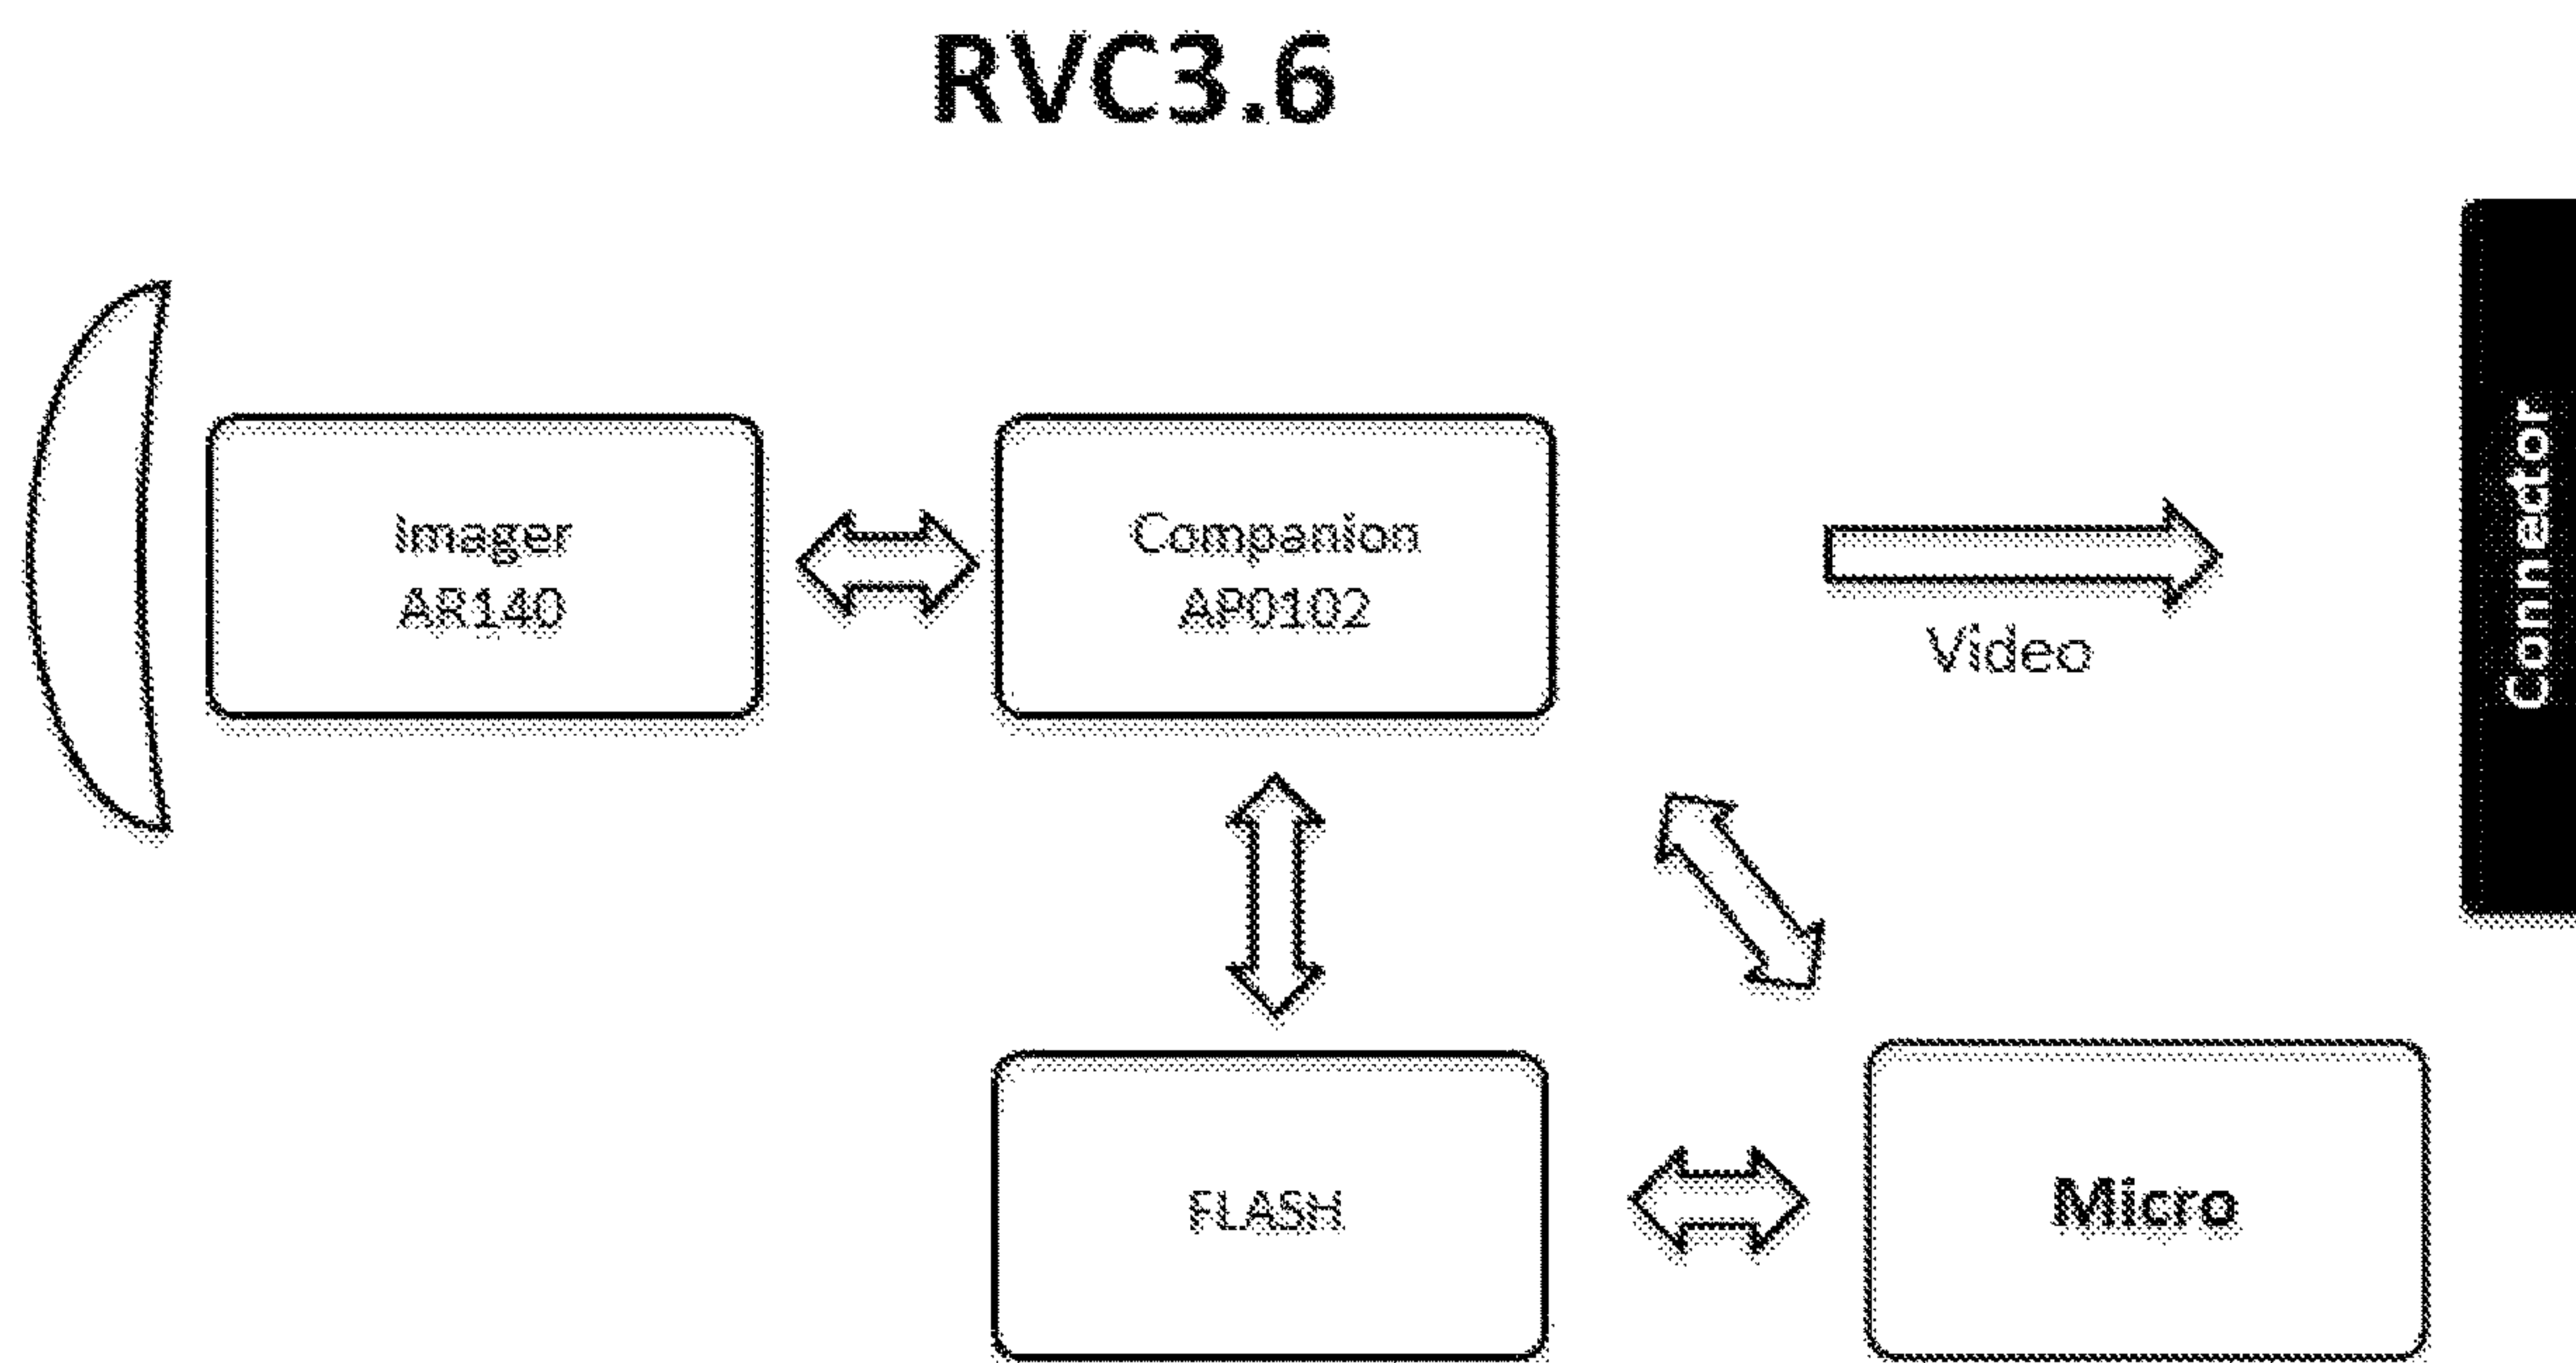 RVC3.6
Imager
AR140
Companion
AP0102
Video
Connector
FLASH
Micro